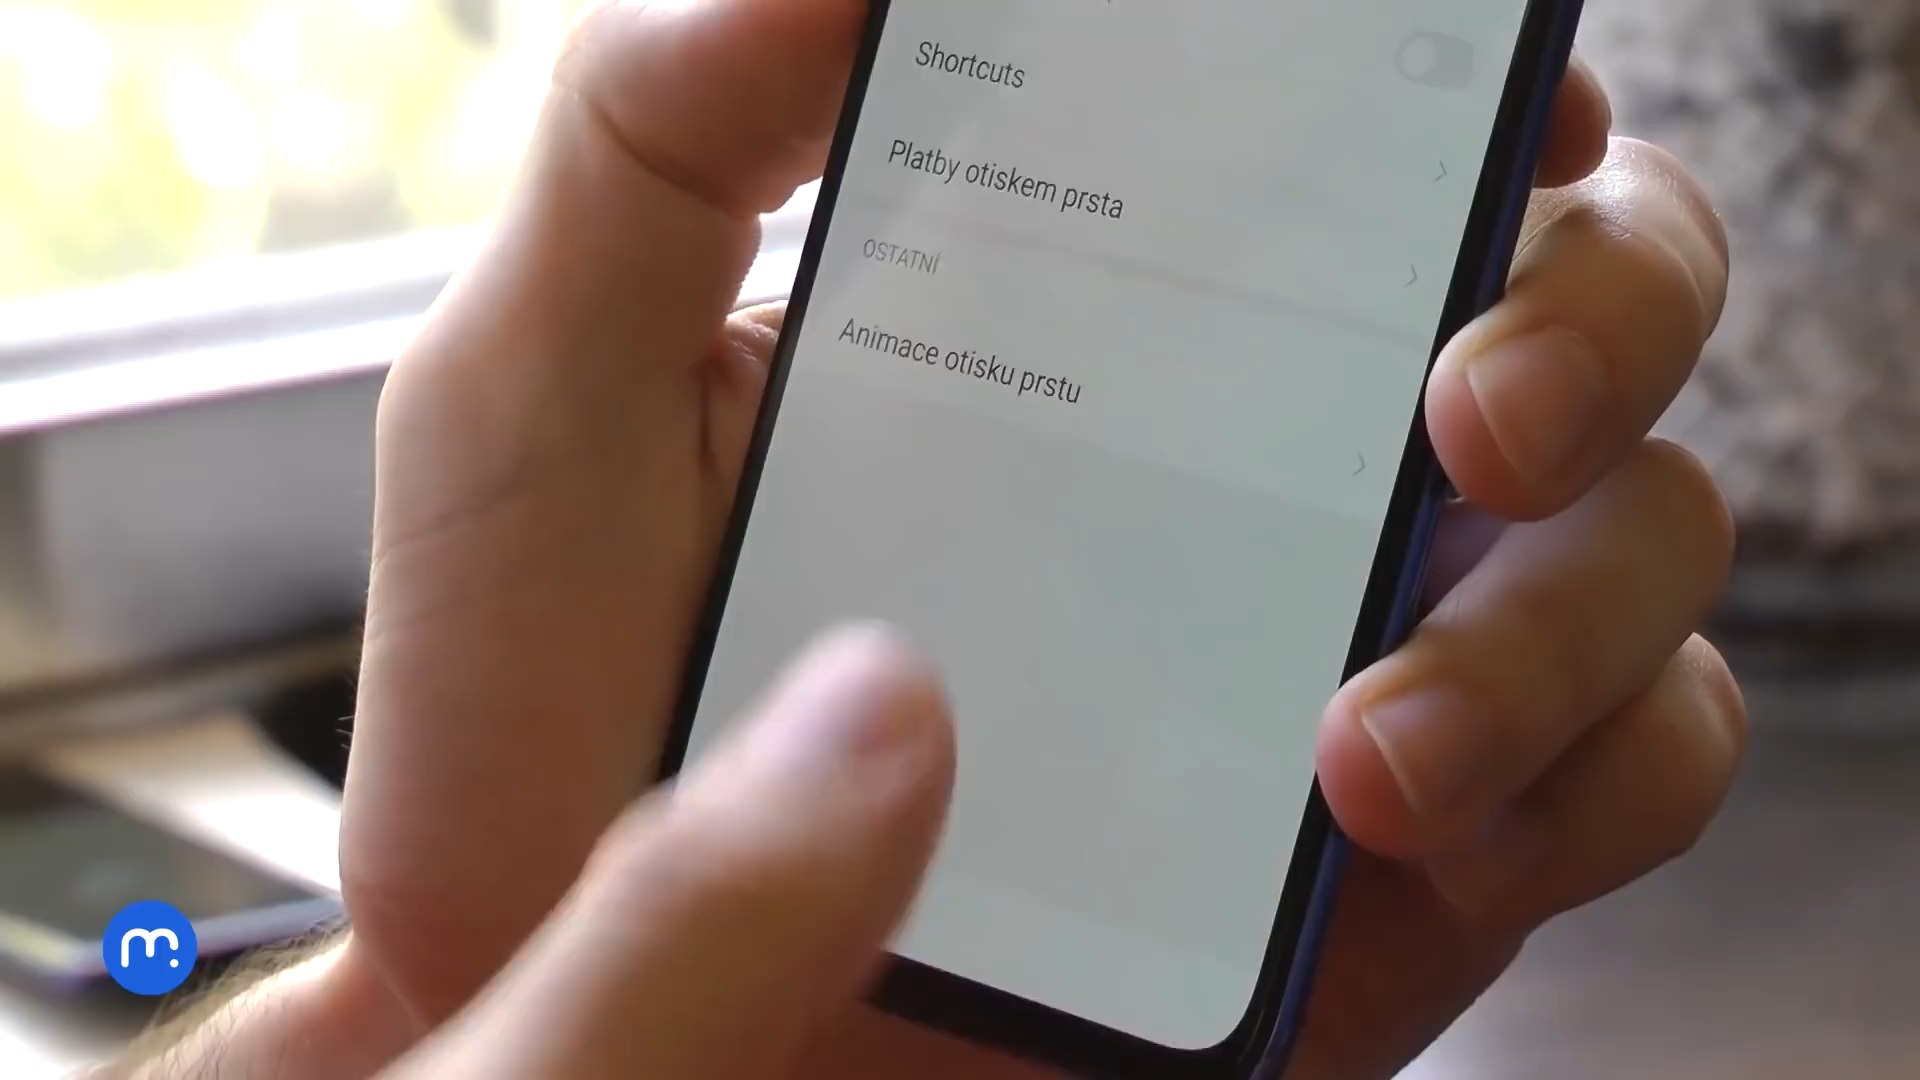 Shortcuts
Platby otiskem prsta
OSTATNÍ
Animace otisku prstu
m.